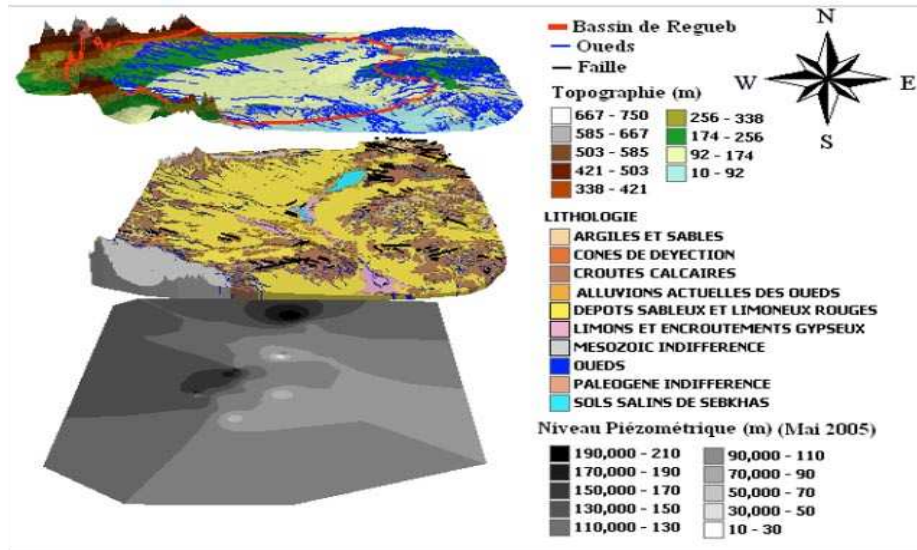 Bassin de Regueb
Oueds
Faille
Topographie (m)
667 - 750
585 - 667
503 - 585
421 - 503
338 - 421
256 - 338
174 - 256
92 - 174
10 - 92
N
W
E
S
LITHOLOGIE
ARGILES ET SABLES
CONES DE DEYECTION
CROUTES CALCAIRES
ALLUVIONS ACTUELLES DES OUEDS
DEPOTS SABLEUX ET LIMONEUX ROUGES
LIMONS ET ENCROUTEMENTS GYPSEUX
MESOZOIC INDIFFERENCE
OUEDS
PALEOGENE INDIFFERENCE
SOLS SALINS DE SEBKHAS
Niveau Piézométrique (m) (Mai 2005)
190,000 - 210
170,000 - 190
150,000 - 170
130,000 - 150
110,000 - 130
90,000 - 110
70,000 - 90
50,000 - 70
30,000 - 50
10 - 30